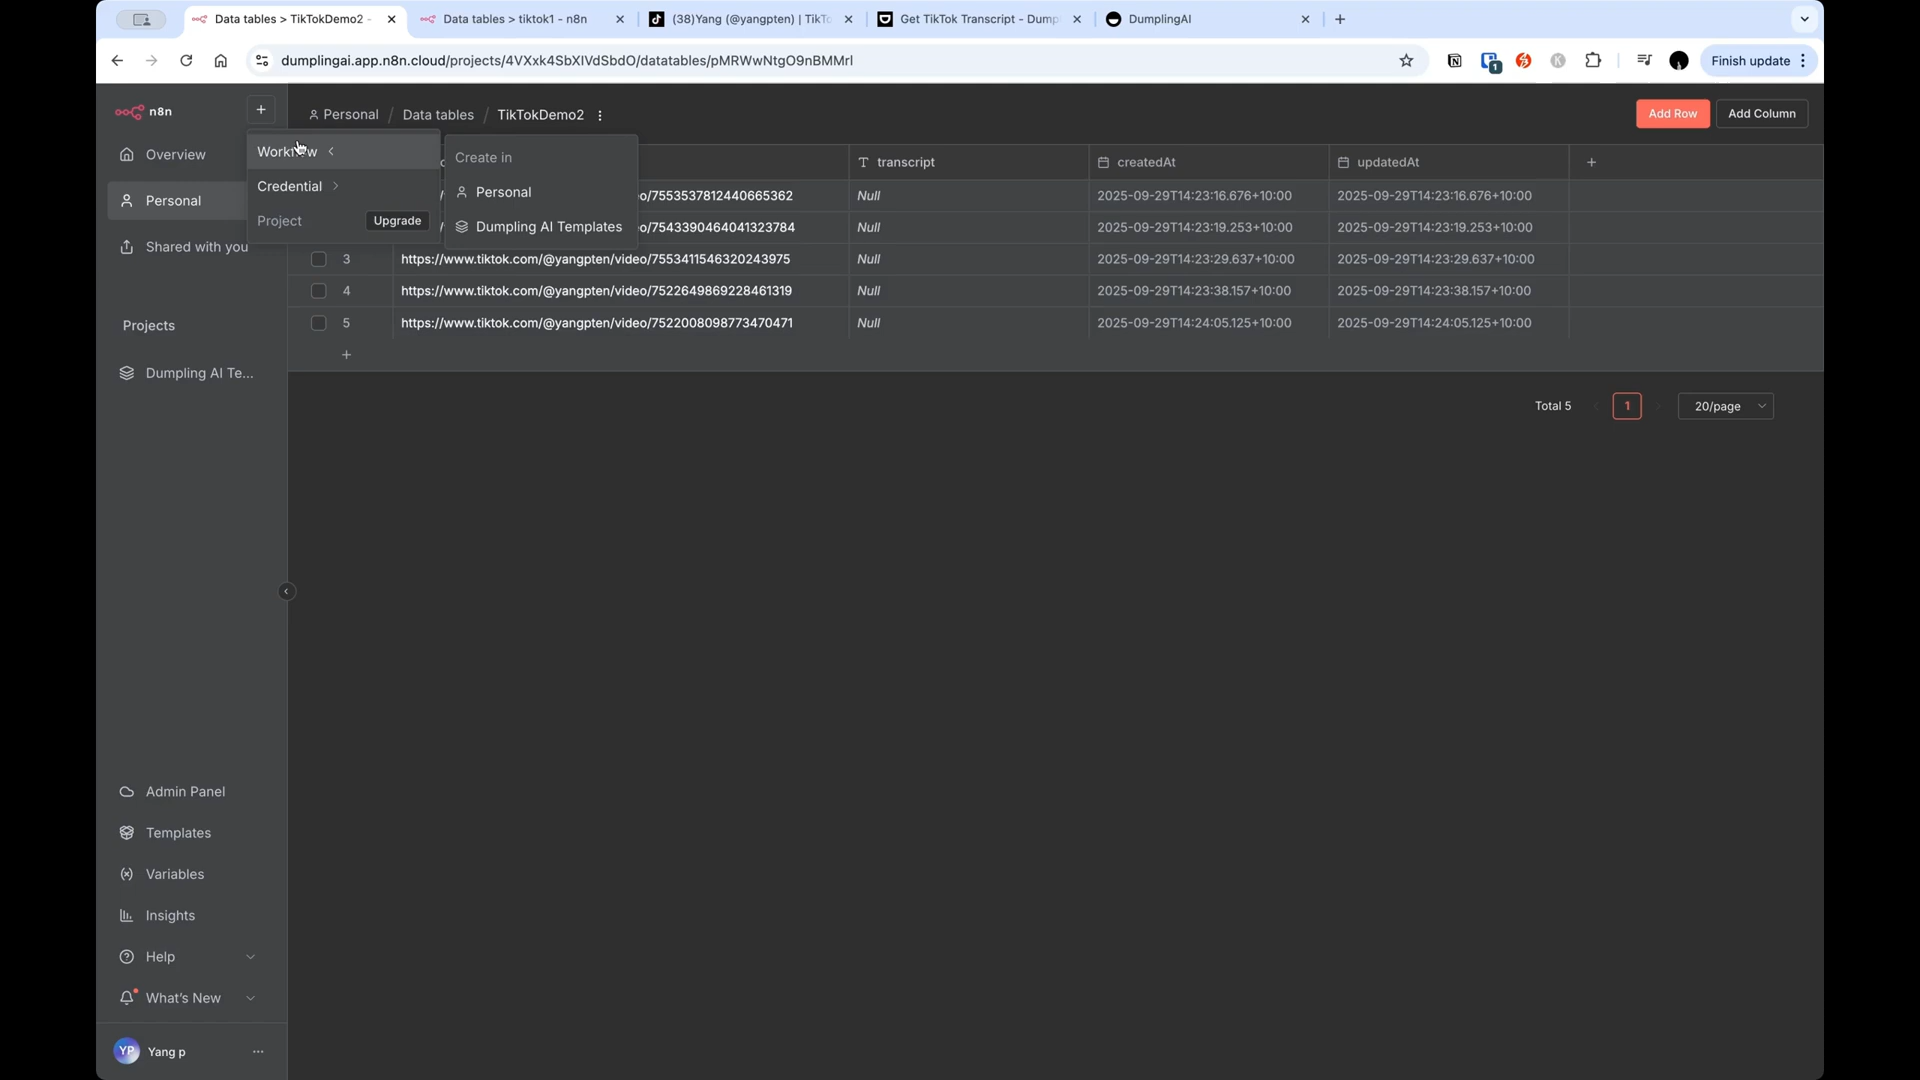 Data tables > TikTokDemo2 -
Data tables > tiktok1 - n8n
(38)Yang (@yangpten) | TikTo
Get TikTok Transcript - Dump
DumplingAI
dumplingai.app.n8n.cloud/projects/4VXxk4SbXIVdSbdO/datatables/pMRWwNtgO9nBMMrl
1
K
Finish update
n8n
Personal / Data tables / TikTokDemo2
Add Row
Add Column
Overview
Personal
Shared with you
Projects
Dumpling AI Te...
Workflow
Credential
Project
Upgrade
Create in
Personal
Dumpling AI Templates
transcript
createdAt
updatedAt
o/7553537812440665362 Null 2025-09-29T14:23:16.676+10:00 2025-09-29T14:23:16.676+10:00
o/7543390464041323784 Null 2025-09-29T14:23:19.253+10:00 2025-09-29T14:23:19.253+10:00
3 https://www.tiktok.com/@yangpten/video/7553411546320243975 Null 2025-09-29T14:23:29.637+10:00 2025-09-29T14:23:29.637+10:00
4 https://www.tiktok.com/@yangpten/video/7522649869228461319 Null 2025-09-29T14:23:38.157+10:00 2025-09-29T14:23:38.157+10:00
5 https://www.tiktok.com/@yangpten/video/7522008098773470471 Null 2025-09-29T14:24:05.125+10:00 2025-09-29T14:24:05.125+10:00
Total 5
1
20/page
Admin Panel
Templates
Variables
Insights
Help
What's New
YP
Yang p